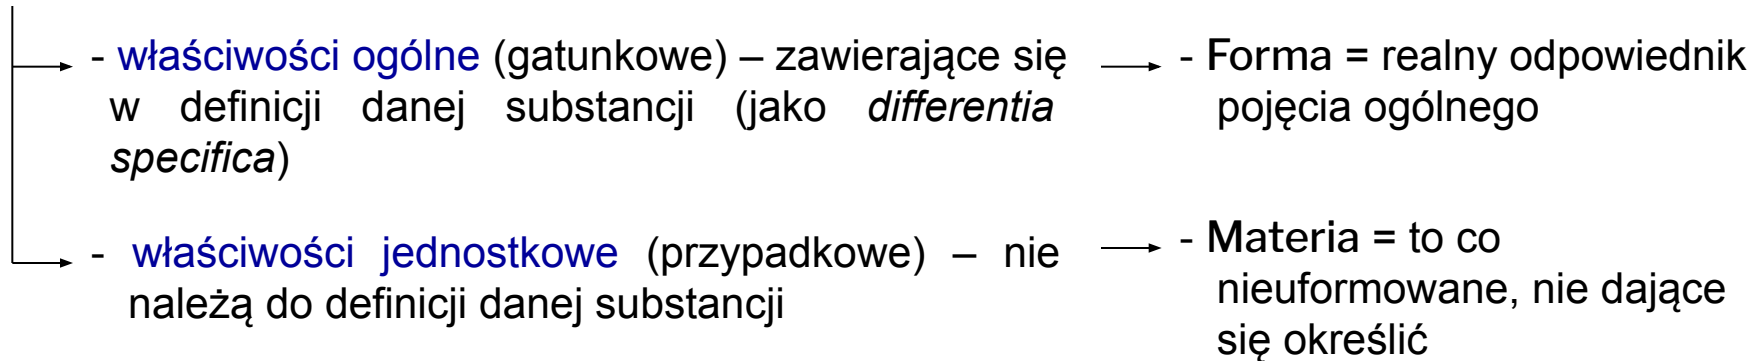 - właściwości ogólne (gatunkowe) – zawierające się
w definicji danej substancji (jako differentia
specifica)
- Forma = realny odpowiednik
pojęcia ogólnego
- właściwości jednostkowe (przypadkowe) – nie
należą do definicji danej substancji
- Materia = to co
nieuformowane, nie dające
się określić